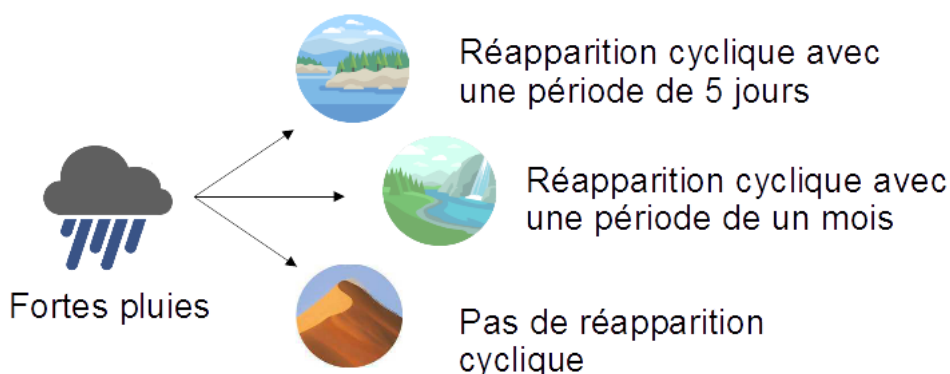 Réapparition cyclique avec
une période de 5 jours
Réapparition cyclique avec
une période de un mois
Fortes pluies
Pas de réapparition
cyclique